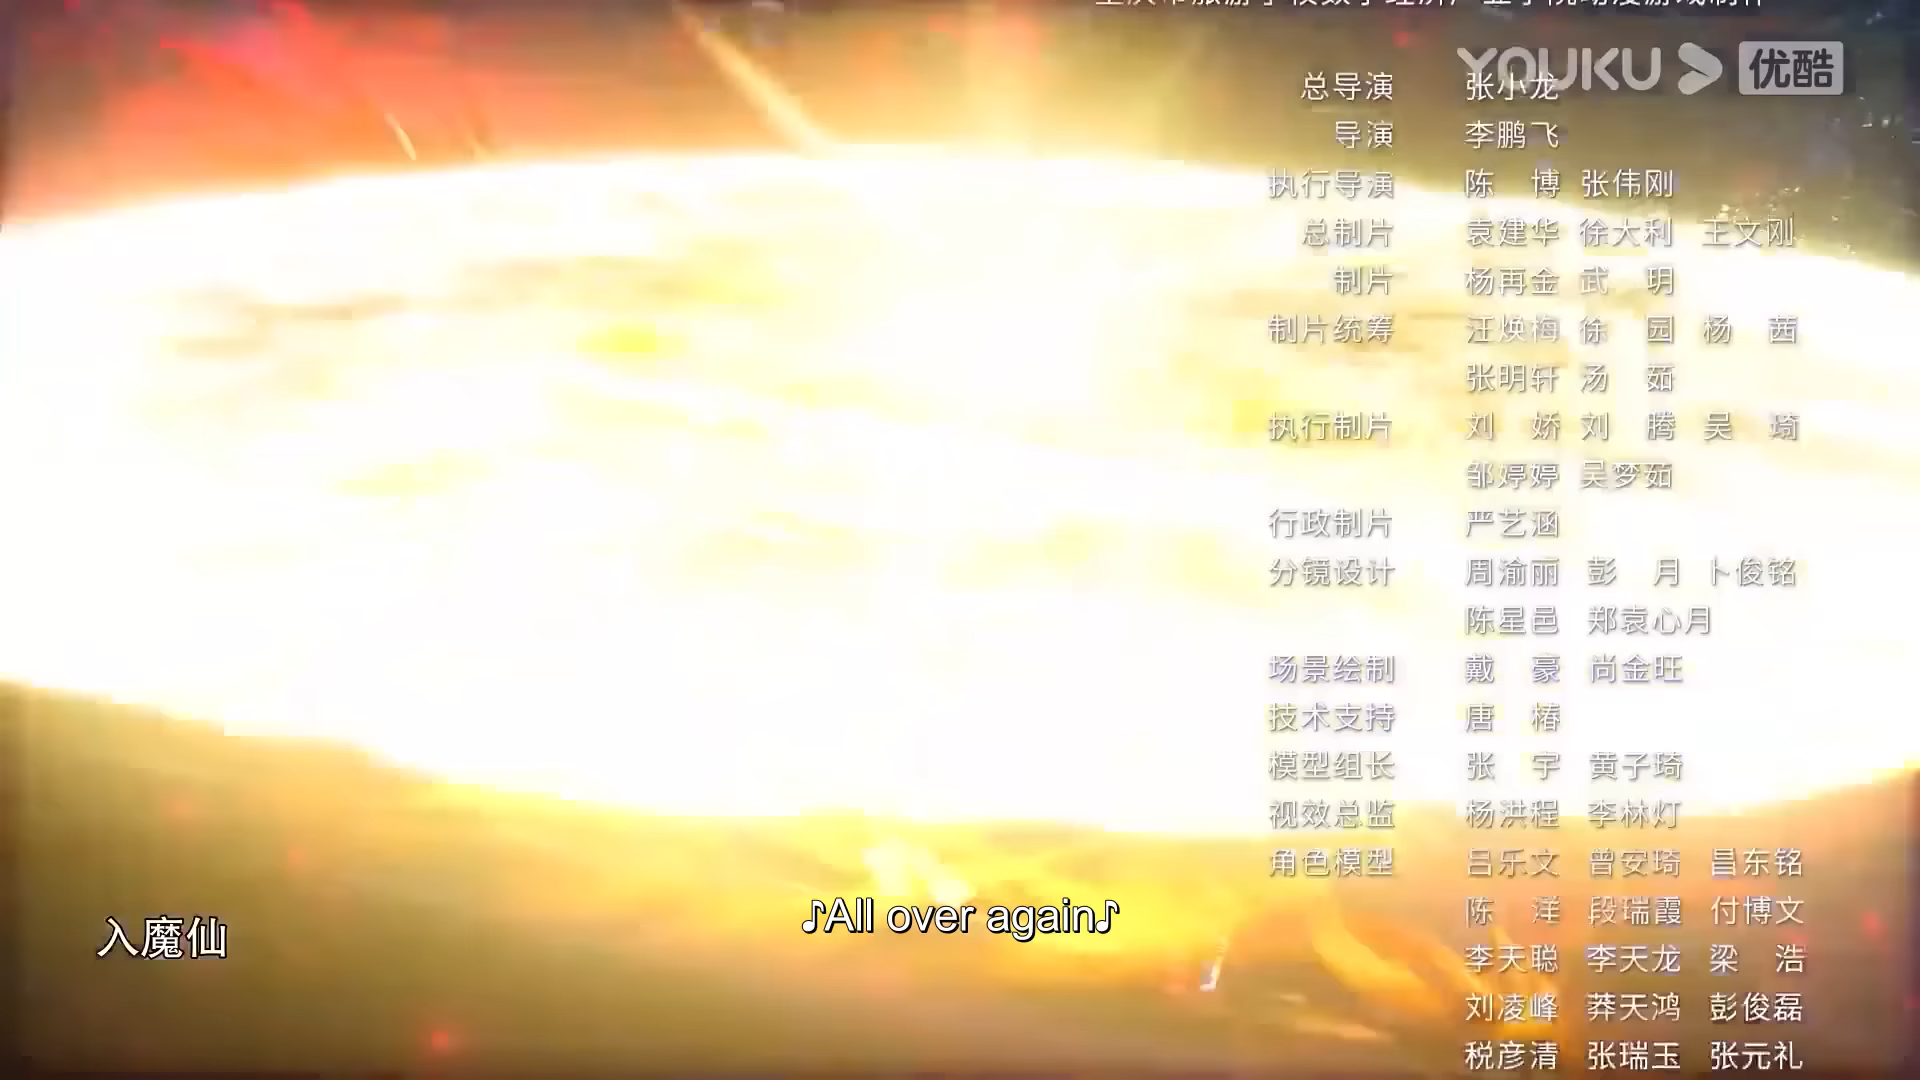 YOUKU 优酷
总导演 张小龙
导演 李鹏飞
执行导演 陈 博 张伟刚
总制片 袁建华 徐大利 王文刚
制片 杨再金 武 玥
制片统筹 汪焕梅 徐 园 杨 茜
张明轩 汤 茹
执行制片 刘 娇 刘 腾 吴 琦
邹婷婷 吴梦茹
行政制片 严艺涵
分镜设计 周渝丽 彭 月 卜俊铭
陈星邑 郑袁心月
场景绘制 戴 豪 尚金旺
技术支持 唐 椿
模型组长 张 宇 黄子琦
视效总监 杨洪程 李林灯
角色模型 吕乐文 曾安琦 昌东铭
陈 洋 段瑞霞 付博文
李天聪 李天龙 梁 浩
刘凌峰 莽天鸿 彭俊磊
税彦清 张瑞玉 张元礼
♪All over again♪
入魔仙